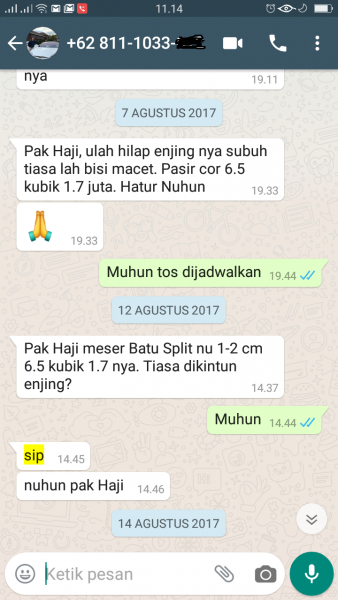 11.14
+62 811-1033-
nya
19.11
7 AGUSTUS 2017
Pak Haji, ulah hilap enjing nya subuh
tiasa lah bisi macet. Pasir cor 6.5
kubik 1.7 juta. Hatur Nuhun
19.33
19.33
Muhun tos dijadwalkan 19.44
12 AGUSTUS 2017
Pak Haji meser Batu Split nu 1-2 cm
6.5 kubik 1.7 nya. Tiasa dikintun
enjing?
14.37
Muhun 14.44
sip 14.45
nuhun pak Haji 14.46
14 AGUSTUS 2017
Ketik pesan